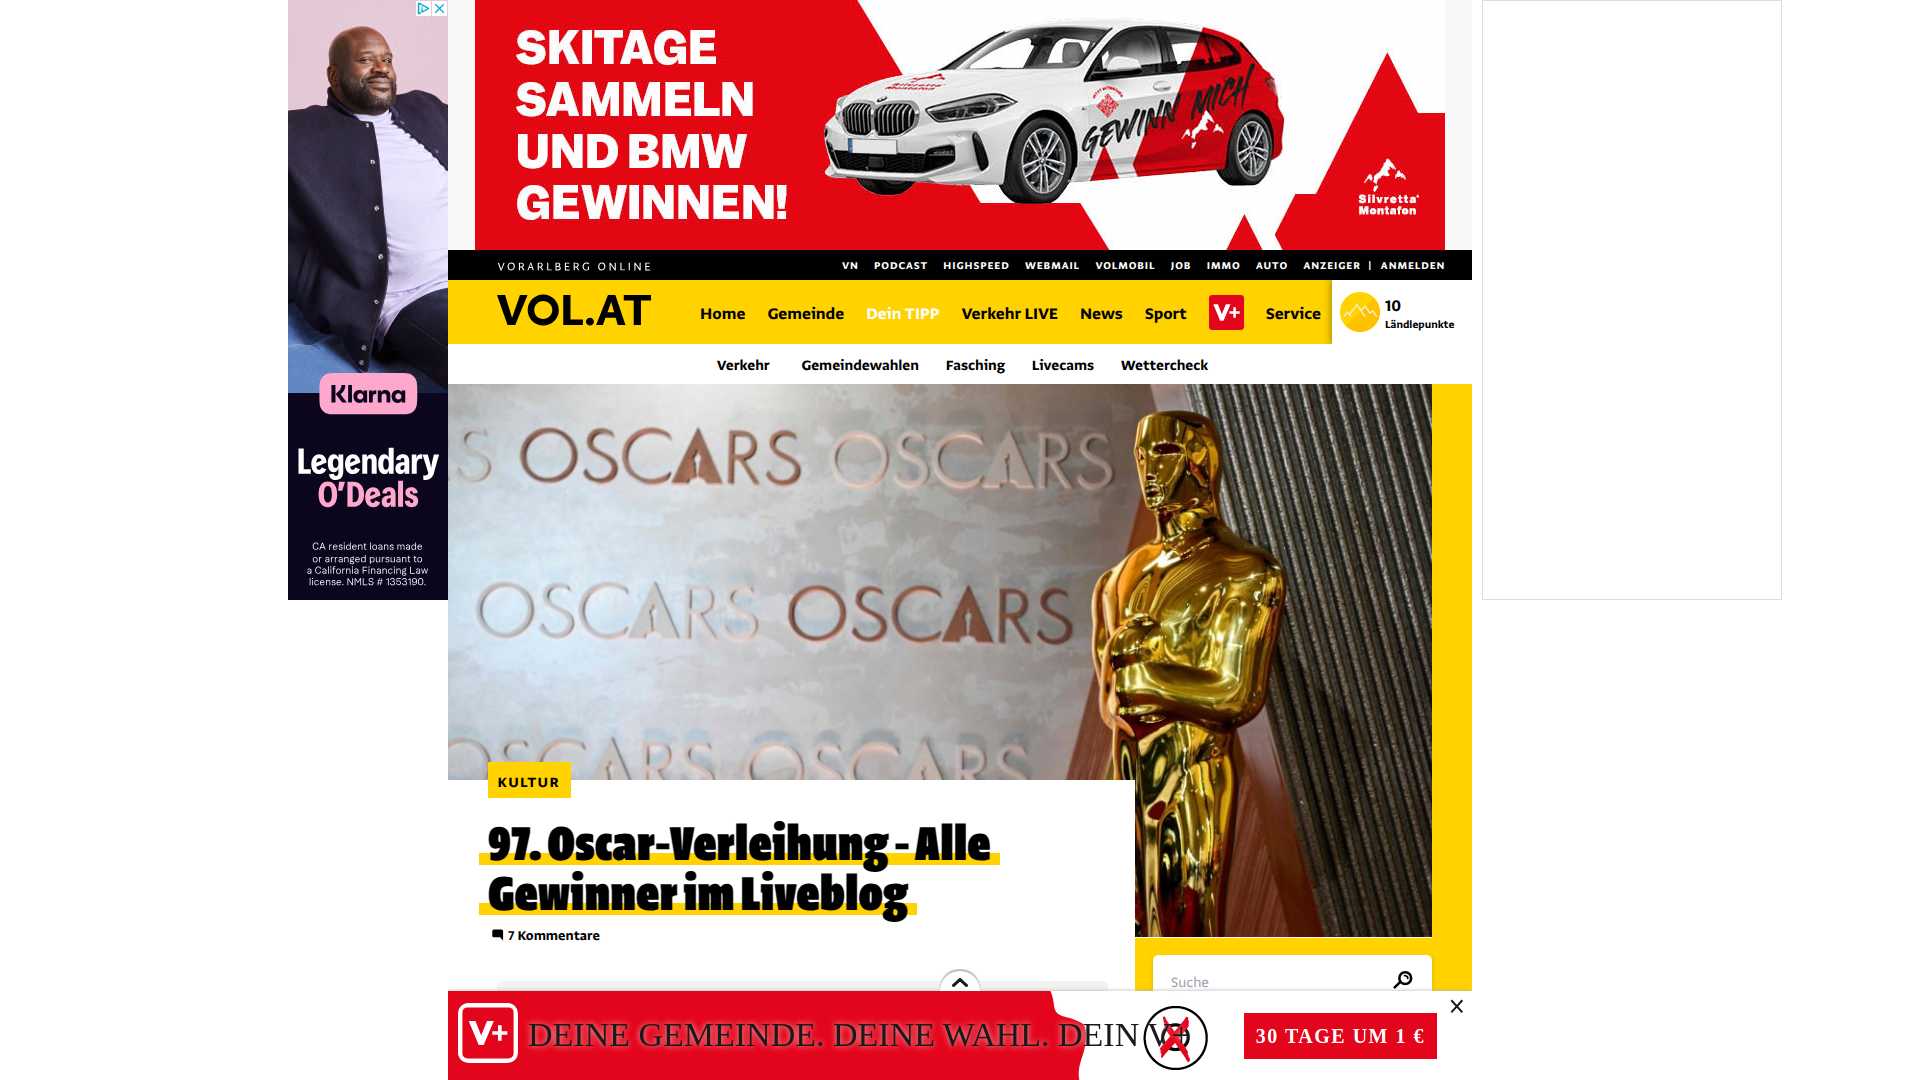 SKITAGE
SAMMELN
UND BMW
GEWINNEN!
GEWINN MICH
Silvretta
Montafon
Silvretta
Montafon
Klarna
Legendary
O'Deals
CA resident loans made
or arranged pursuant to
a California Financing Law
license. NMLS # 1353190.
VORARLBERG ONLINE
VN PODCAST HIGHSPEED WEBMAIL VOLMOBIL JOB IMMO AUTO ANZEIGER | ANMELDEN
VOL.AT
Home Gemeinde Dein TIPP Verkehr LIVE News Sport V+ Service
10
Ländlepunkte
Verkehr Gemeindewahlen Fasching Livecams Wettercheck
S OSCARS OSCARS
OSCARS OSCARS
OSCARS OSCARS
KULTUR
97. Oscar-Verleihung - Alle
Gewinner im Liveblog
7 Kommentare
Suche
V+ DEINE GEMEINDE. DEINE WAHL. DEIN V+
30 TAGE UM 1 €